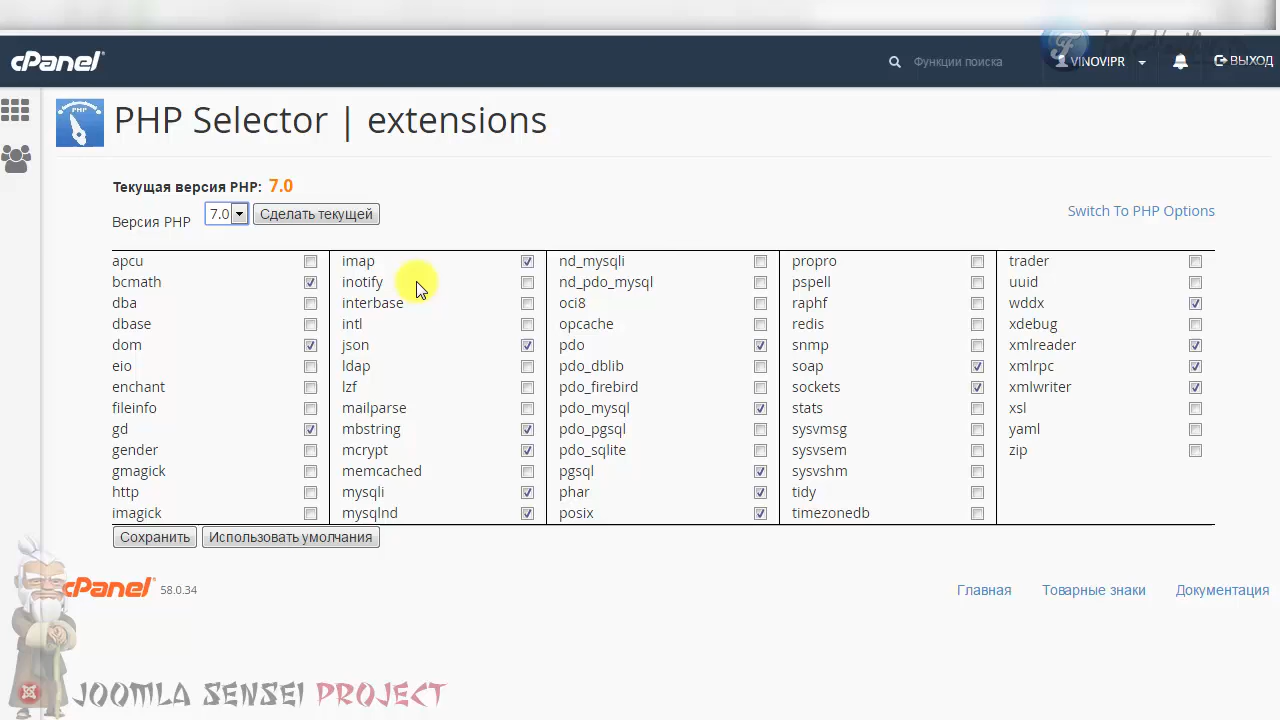 cPanel®
Функции поиска
VINOVIPR
ВЫХОД
PHP
PHP Selector | extensions
Текущая версия PHP: 7.0
Версия PHP 7.0 Сделать текущей
Switch To PHP Options
apcu imap nd_mysqli propro trader
bcmath inotify nd_pdo_mysql pspell uuid
dba interbase oci8 raphf wddx
dbase intl opcache redis xdebug
dom json pdo snmp xmlreader
eio ldap pdo_dblib soap xmlrpc
enchant lzf pdo_firebird sockets xmlwriter
fileinfo mailparse pdo_mysql stats xsl
gd mbstring pdo_pgsql sysvmsg yaml
gender mcrypt pdo_sqlite sysvsem zip
gmagick memcached pgsql sysvshm
http mysqli phar tidy
imagick mysqlnd posix timezonedb
Сохранить Использовать умолчания
cPanel® 58.0.34
Главная Товарные знаки Документация
JOOMLA SENSEI PROJECT